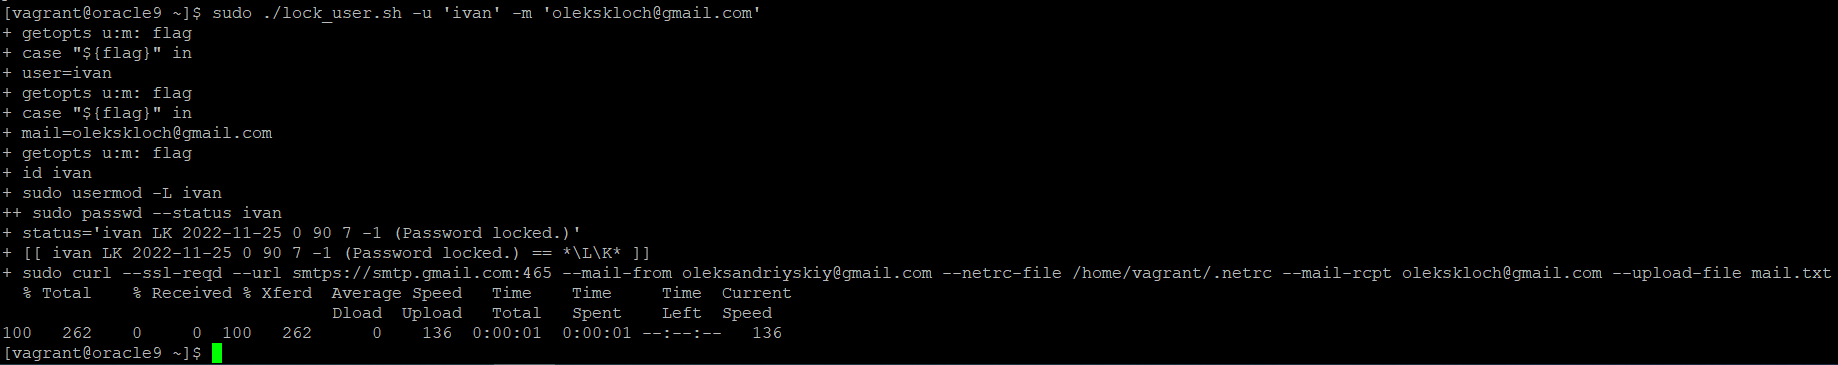 [vagrant@oracle9 ~]$ sudo ./lock_user.sh -u 'ivan' -m 'olekskloch@gmail.com'
+ getopts u:m: flag
+ case "${flag}" in
+ user=ivan
+ getopts u:m: flag
+ case "${flag}" in
+ mail=olekskloch@gmail.com
+ getopts u:m: flag
+ id ivan
+ sudo usermod -L ivan
++ sudo passwd --status ivan
+ status='ivan LK 2022-11-25 0 90 7 -1 (Password locked.)'
+ [[ ivan LK 2022-11-25 0 90 7 -1 (Password locked.) == *\L\K* ]]
+ sudo curl --ssl-reqd --url smtps://smtp.gmail.com:465 --mail-from oleksandriyskiy@gmail.com --netrc-file /home/vagrant/.netrc --mail-rcpt olekskloch@gmail.com --upload-file mail.txt
  % Total    % Received % Xferd  Average Speed   Time    Time     Time  Current
                                 Dload  Upload   Total   Spent    Left  Speed
100   262    0     0  100   262      0    136  0:00:01  0:00:01 --:--:--   136
[vagrant@oracle9 ~]$